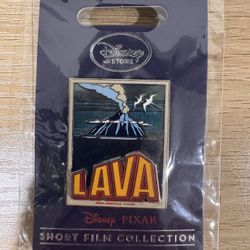 Disney
STORE
LAVA
Disney PIXAR
SHORT FILM COLLECTION